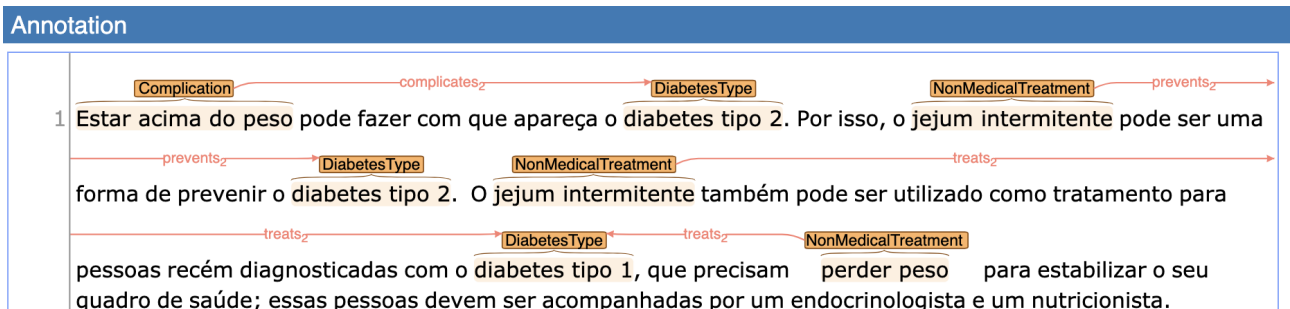 Annotation
Complication complicates₂ DiabetesType NonMedicalTreatment prevents₂
1 Estar acima do peso pode fazer com que apareça o diabetes tipo 2. Por isso, o jejum intermitente pode ser uma
prevents₂ DiabetesType NonMedicalTreatment treats₂
forma de prevenir o diabetes tipo 2. O jejum intermitente também pode ser utilizado como tratamento para
treats₂ DiabetesType treats₂ NonMedicalTreatment
pessoas recém diagnosticadas com o diabetes tipo 1, que precisam perder peso para estabilizar o seu
quadro de saúde; essas pessoas devem ser acompanhadas por um endocrinologista e um nutricionista.